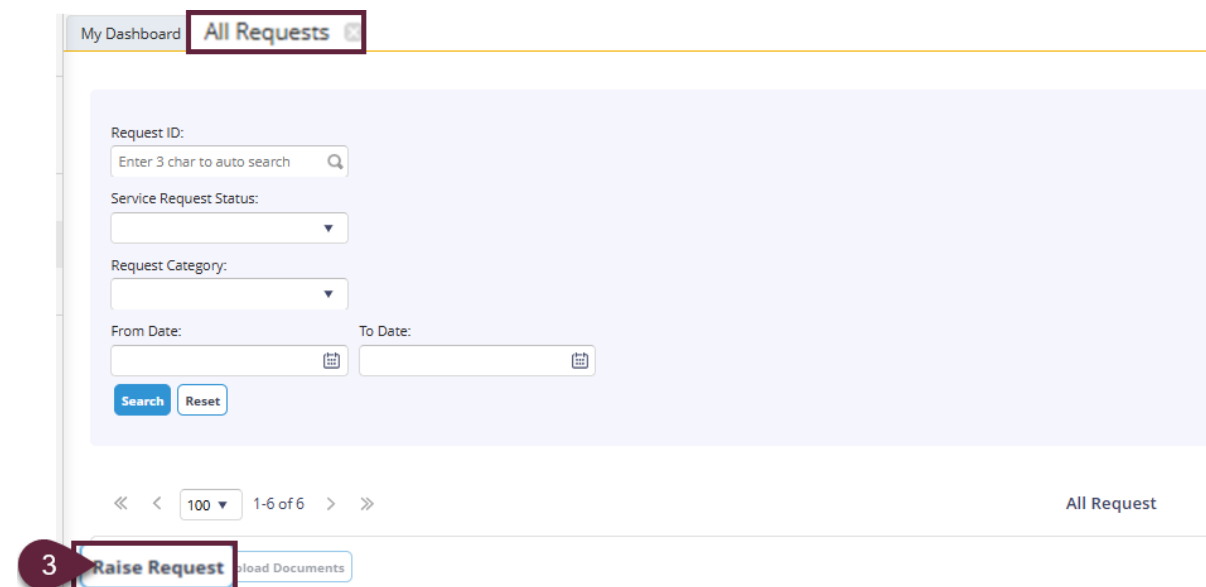 My Dashboard All Requests
Request ID:
Enter 3 char to auto search
Service Request Status:
Request Category:
From Date: To Date:
Search Reset
100 1-6 of 6 All Request
3 Raise Request Documents